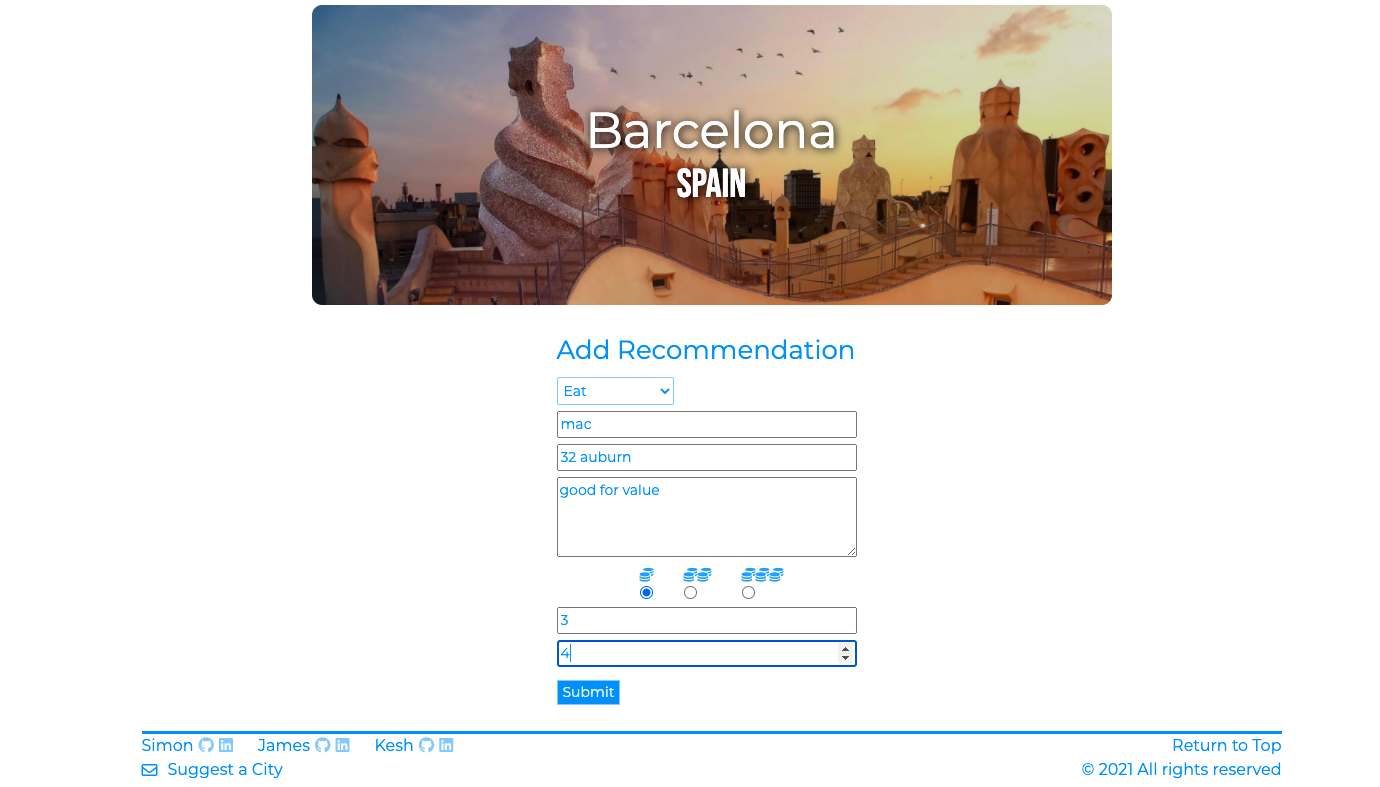 Barcelona
SPAIN
Add Recommendation
Eat
mac
32 auburn
good for value
3
4
Submit
Simon James Kesh Return to Top
Suggest a City © 2021 All rights reserved